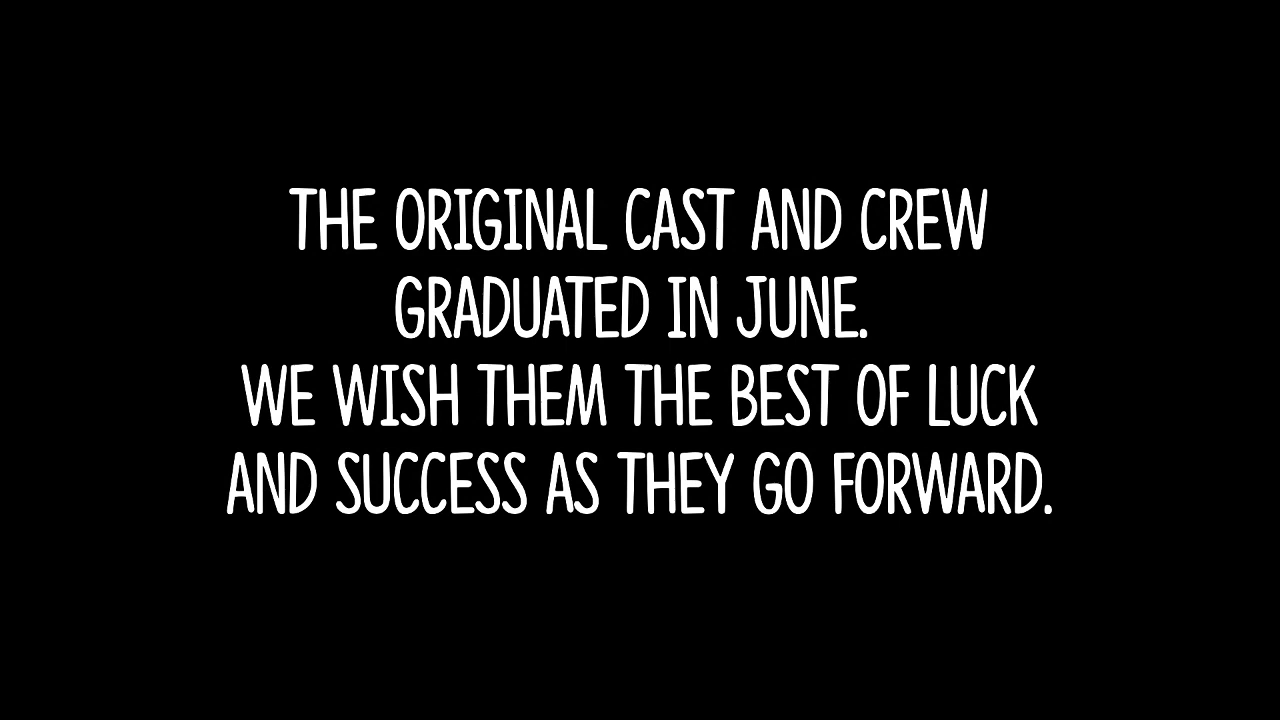 THE ORIGINAL CAST AND CREW
GRADUATED IN JUNE.
WE WISH THEM THE BEST OF LUCK
AND SUCCESS AS THEY GO FORWARD.